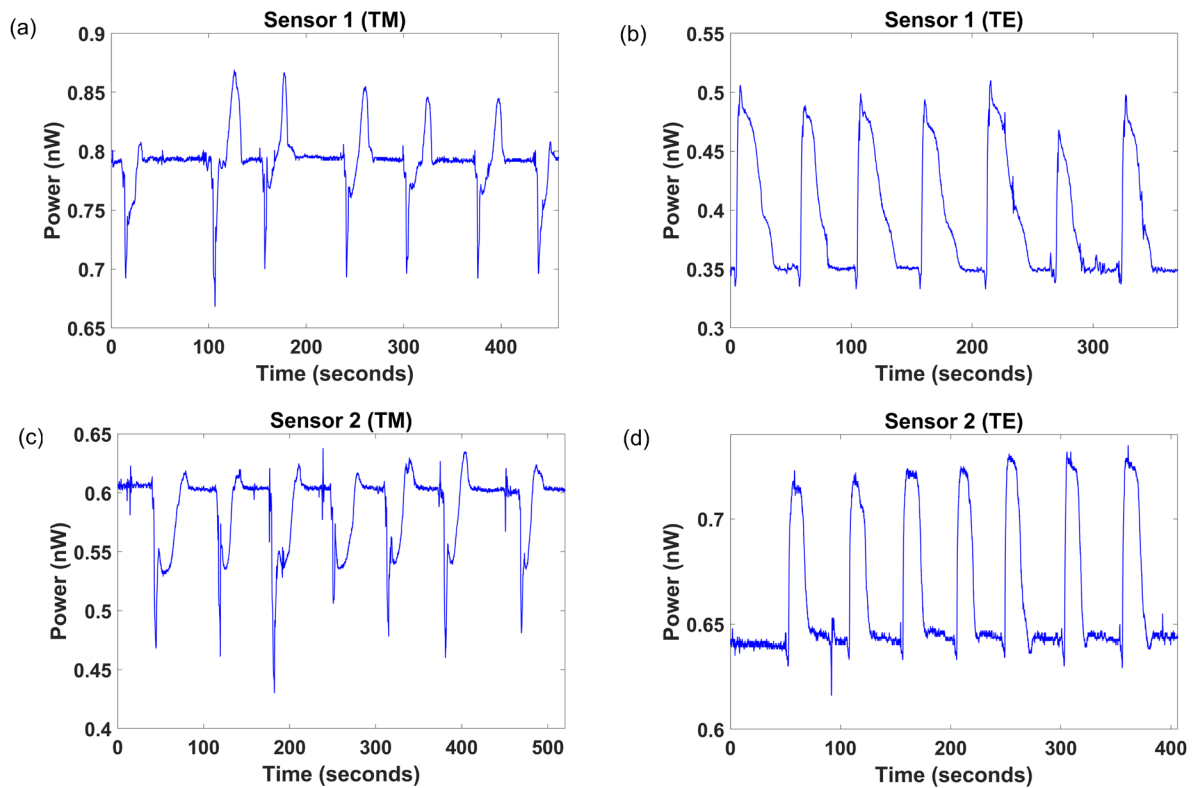 (a)
Sensor 1 (TM)
0.9
0.85
0.8
0.75
0.7
0.65
Power (nW)
0 100 200 300 400
Time (seconds)
(b)
Sensor 1 (TE)
0.55
0.5
0.45
0.4
0.35
0.3
Power (nW)
0 100 200 300
Time (seconds)
(c)
Sensor 2 (TM)
0.65
0.6
0.55
0.5
0.45
0.4
Power (nW)
0 100 200 300 400 500
Time (seconds)
(d)
Sensor 2 (TE)
0.7
0.65
0.6
Power (nW)
0 100 200 300 400
Time (seconds)